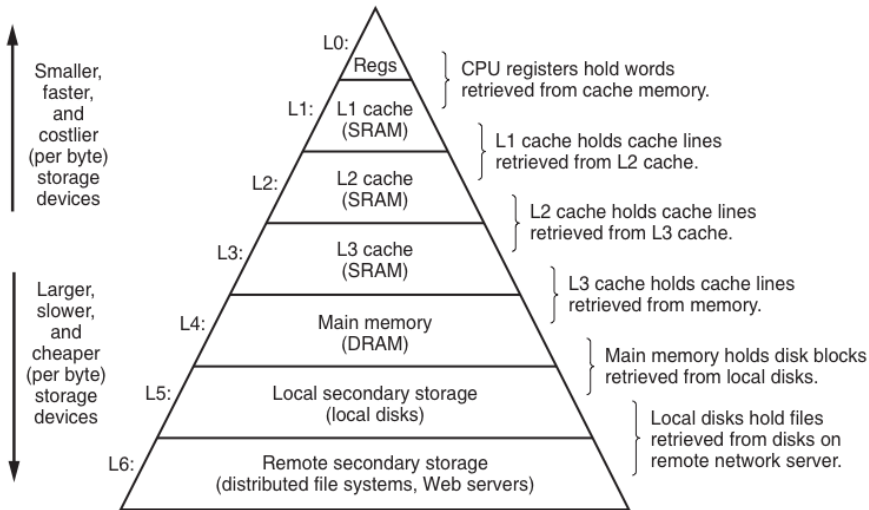 L0:
Regs
CPU registers hold words
retrieved from cache memory.
Smaller,
faster,
and
costlier
(per byte)
storage
devices
L1:
L1 cache
(SRAM)
L1 cache holds cache lines
retrieved from L2 cache.
L2:
L2 cache
(SRAM)
L2 cache holds cache lines
retrieved from L3 cache.
L3:
L3 cache
(SRAM)
L3 cache holds cache lines
retrieved from memory.
Larger,
slower,
and
cheaper
(per byte)
storage
devices
L4:
Main memory
(DRAM)
Main memory holds disk blocks
retrieved from local disks.
L5:
Local secondary storage
(local disks)
Local disks hold files
retrieved from disks on
remote network server.
L6:
Remote secondary storage
(distributed file systems, Web servers)